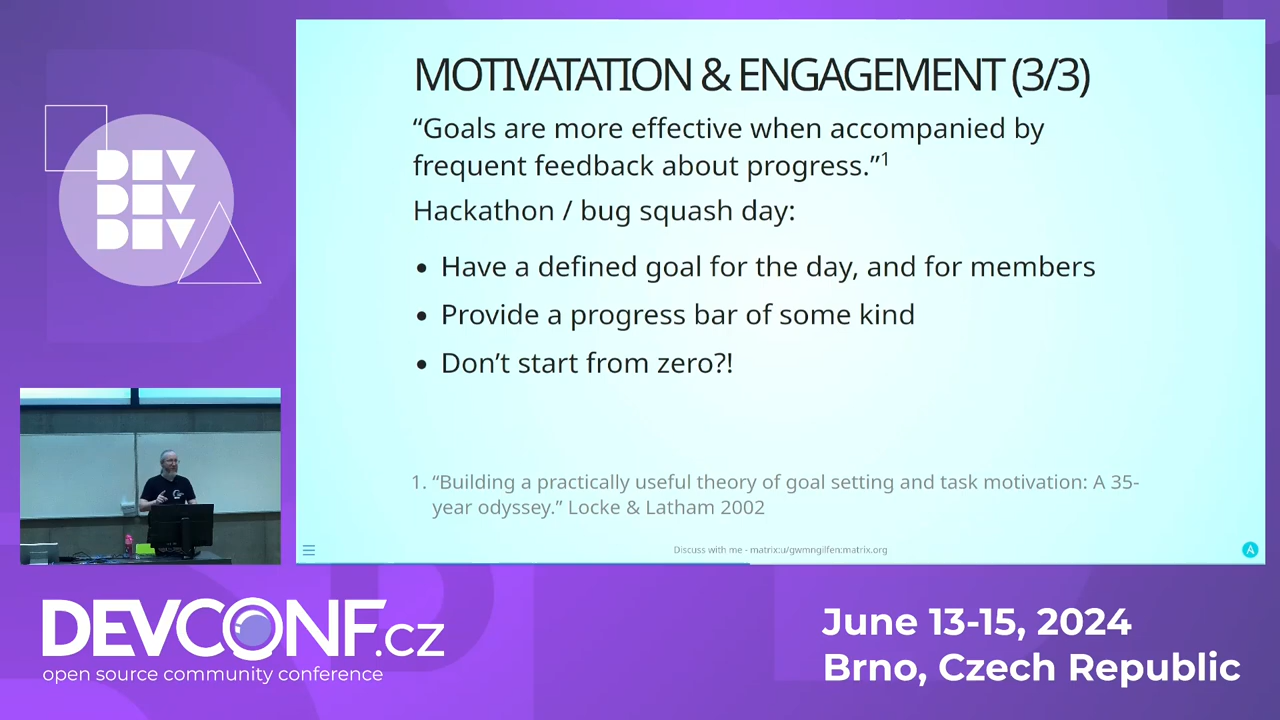 MOTIVATATION & ENGAGEMENT (3/3)
“Goals are more effective when accompanied by
frequent feedback about progress.”1
Hackathon / bug squash day:
• Have a defined goal for the day, and for members
• Provide a progress bar of some kind
• Don’t start from zero?!
1. “Building a practically useful theory of goal setting and task motivation: A 35-
year odyssey.” Locke & Latham 2002
Discuss with me - matrix:u/gwmngilfen:matrix.org
A
DEV
DEV
DEV
DEVCONF.cz
open source community conference
June 13-15, 2024
Brno, Czech Republic